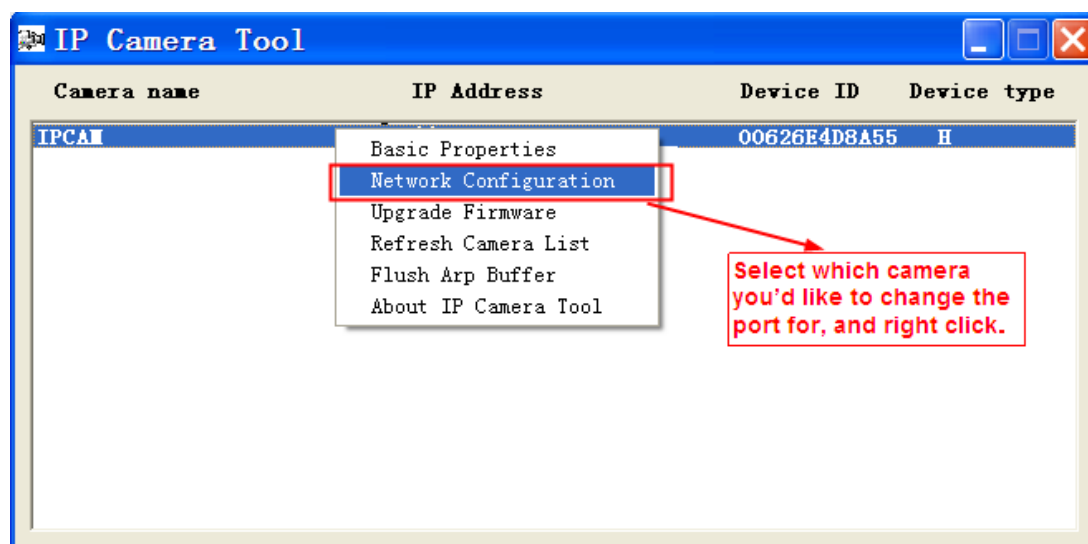 IP Camera Tool
Camera name IP Address Device ID Device type
IPCAM 00626E4D8A55 H
Basic Properties
Network Configuration
Upgrade Firmware
Refresh Camera List
Flush Arp Buffer
About IP Camera Tool
Select which camera
you'd like to change the
port for, and right click.